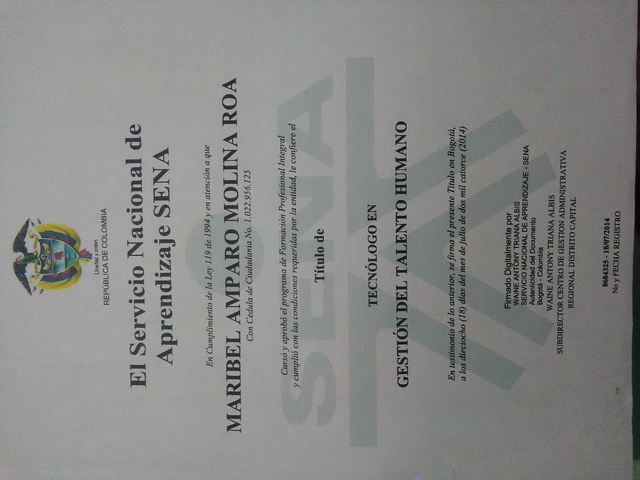 Libertad y orden
REPÚBLICA DE COLOMBIA
El Servicio Nacional de
Aprendizaje SENA
En Cumplimiento de la Ley 119 de 1994 y en atención a que
MARIBEL AMPARO MOLINA ROA
Con Cedula de Ciudadania No. 1.022.956.125
Cursó y aprobó el programa de Formación Profesional Integral
y cumplió con las condiciones requeridas por la entidad, le confiere el
Título de
TECNÓLOGO EN
GESTIÓN DEL TALENTO HUMANO
En testimonio de lo anterior, se firma el presente Título en Bogotá,
a los dieciocho (18) días del mes de julio de dos mil catorce (2014)
Firmado Digitalmente por
WAINE ANTONY TRIANA ALBIS
SERVICIO NACIONAL DE APRENDIZAJE - SENA
Autenticidad del Documento
Bogotá - Colombia
WAINE ANTONY TRIANA ALBIS
SUBDIRECTOR CENTRO DE GESTION ADMINISTRATIVA
REGIONAL DISTRITO CAPITAL
8684325 - 18/07/2014
No y FECHA REGISTRO
SENA